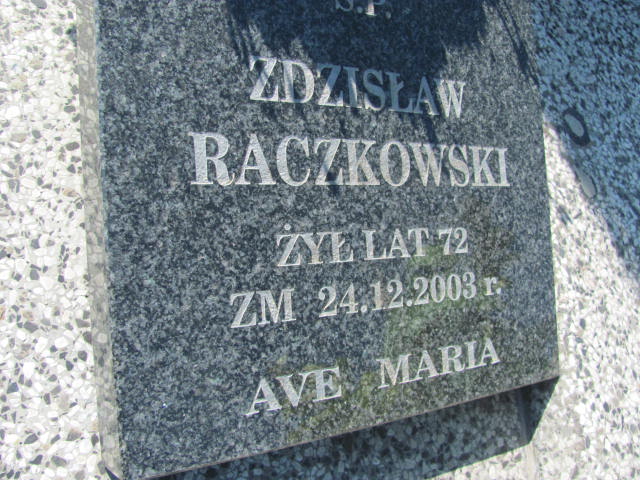 Ś.P.
ZDZISŁAW
RACZKOWSKI
ŻYŁ LAT 72
ZM 24.12.2003 r.
AVE MARIA